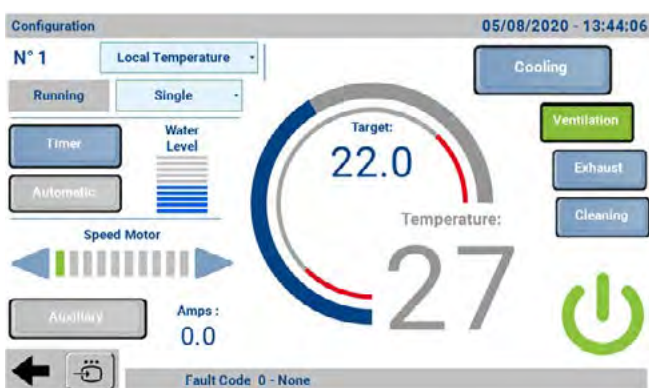 Configuration
05/08/2020 - 13:44:06
N° 1
Local Temperature
Running
Single
Timer
Water
Level
Automatic
Speed Motor
Auxiliary
Amps :
0.0
Target:
22.0
Temperature:
27
Cooling
Ventilation
Exhaust
Cleaning
Fault Code 0 - None